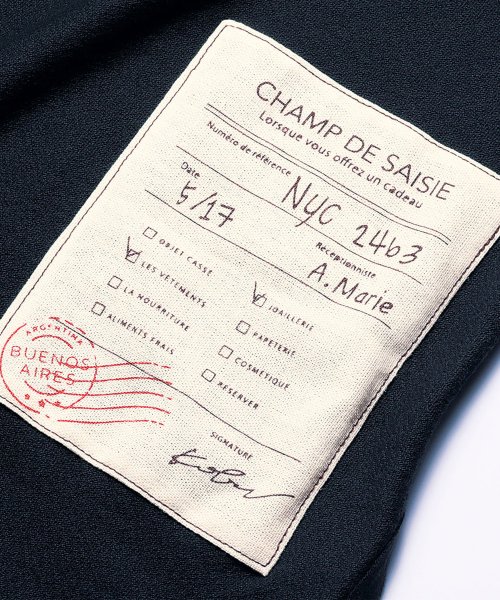 CHAMP DE SAISIE
Lorsque vous offrez un cadeau
Numéro de référence
NYC 2463
Date
5/17
Réceptionniste
A. Marie
OBJET CASSE
LES VETEMENTS
LA NOURRITURE
ALIMENTS FRAIS
JOAILLERIE
PAPETERIE
COSMETIQUE
RESERVER
ARGENTINA
BUENOS
AIRES
SIGNATURE